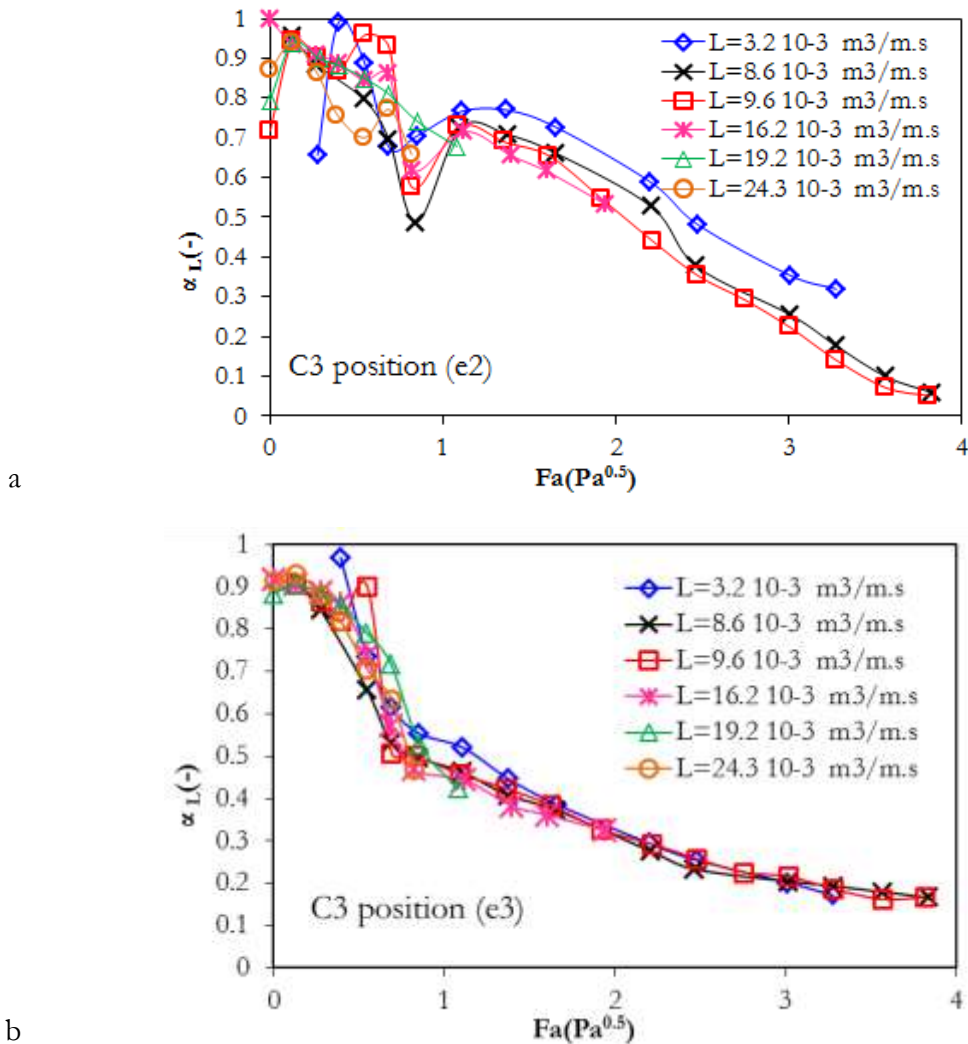 1
0.9
0.8
0.7
0.6
0.5
0.4
0.3
0.2
0.1
0
α L(-)
L=3.2 10-3 m3/m.s
L=8.6 10-3 m3/m.s
L=9.6 10-3 m3/m.s
L=16.2 10-3 m3/m.s
L=19.2 10-3 m3/m.s
L=24.3 10-3 m3/m.s
C3 position (e2)
0 1 2 3 4
Fa(Pa0.5)
a
1
0.9
0.8
0.7
0.6
0.5
0.4
0.3
0.2
0.1
0
α L(-)
L=3.2 10-3 m3/m.s
L=8.6 10-3 m3/m.s
L=9.6 10-3 m3/m.s
L=16.2 10-3 m3/m.s
L=19.2 10-3 m3/m.s
L=24.3 10-3 m3/m.s
C3 position (e3)
0 1 2 3 4
Fa(Pa0.5)
b